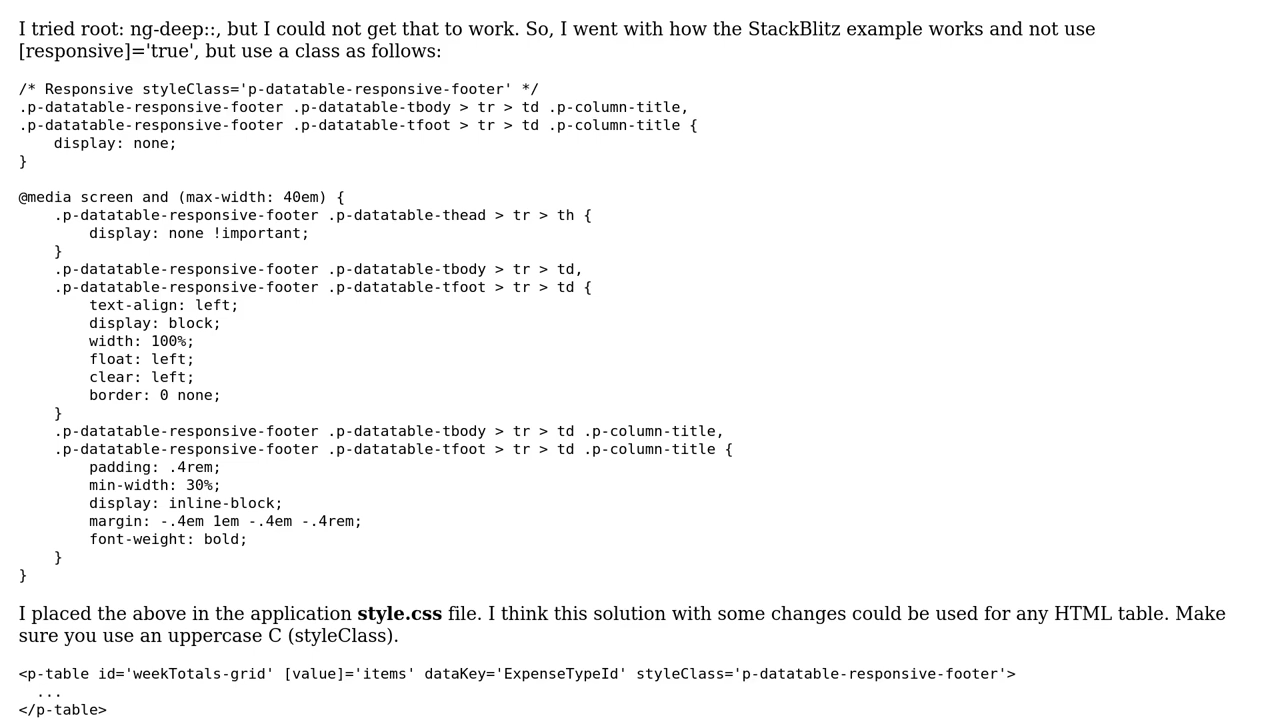 I tried root: ng-deep::, but I could not get that to work. So, I went with how the StackBlitz example works and not use
[responsive]='true', but use a class as follows:
/* Responsive styleClass='p-datatable-responsive-footer' */
.p-datatable-responsive-footer .p-datatable-tbody > tr > td .p-column-title,
.p-datatable-responsive-footer .p-datatable-tfoot > tr > td .p-column-title {
    display: none;
}
@media screen and (max-width: 40em) {
    .p-datatable-responsive-footer .p-datatable-thead > tr > th {
        display: none !important;
    }
    .p-datatable-responsive-footer .p-datatable-tbody > tr > td,
    .p-datatable-responsive-footer .p-datatable-tfoot > tr > td {
        text-align: left;
        display: block;
        width: 100%;
        float: left;
        clear: left;
        border: 0 none;
    }
    .p-datatable-responsive-footer .p-datatable-tbody > tr > td .p-column-title,
    .p-datatable-responsive-footer .p-datatable-tfoot > tr > td .p-column-title {
        padding: .4rem;
        min-width: 30%;
        display: inline-block;
        margin: -.4em 1em -.4em -.4rem;
        font-weight: bold;
    }
}
I placed the above in the application style.css file. I think this solution with some changes could be used for any HTML table. Make
sure you use an uppercase C (styleClass).
<p-table id='weekTotals-grid' [value]='items' dataKey='ExpenseTypeId' styleClass='p-datatable-responsive-footer'>
  ...
</p-table>